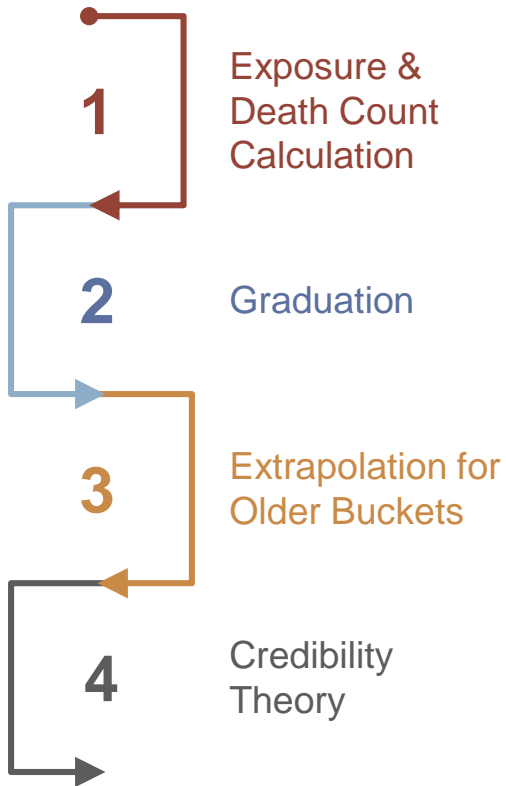 1
Exposure &
Death Count
Calculation
2
Graduation
3
Extrapolation for
Older Buckets
4
Credibility
Theory